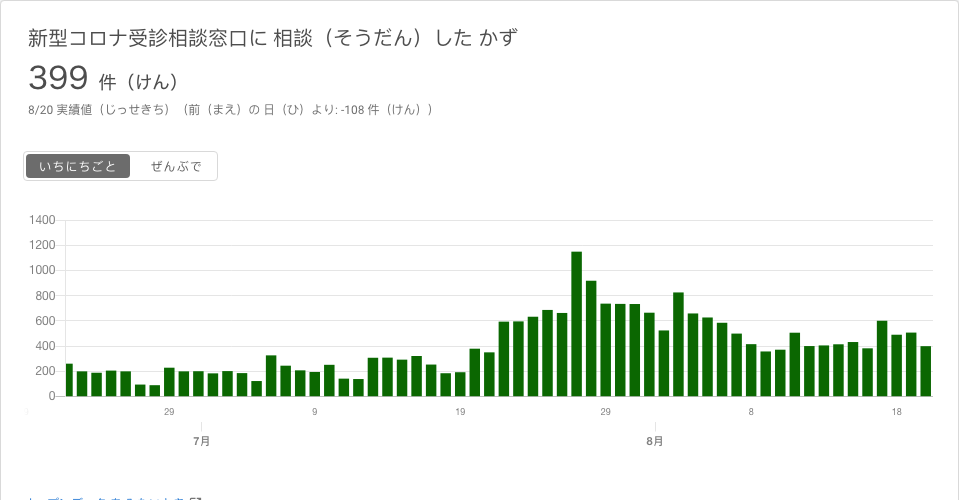 新型コロナ受診相談窓口に 相談（そうだん）した かず
399 件（けん）
8/20 実績値（じっせきち）（前（まえ）の 日（ひ）より: -108 件（けん））
いちにちごと ぜんぶで
1400
1200
1000
800
600
400
200
0
29 9 19 29 8 18
7月 8月